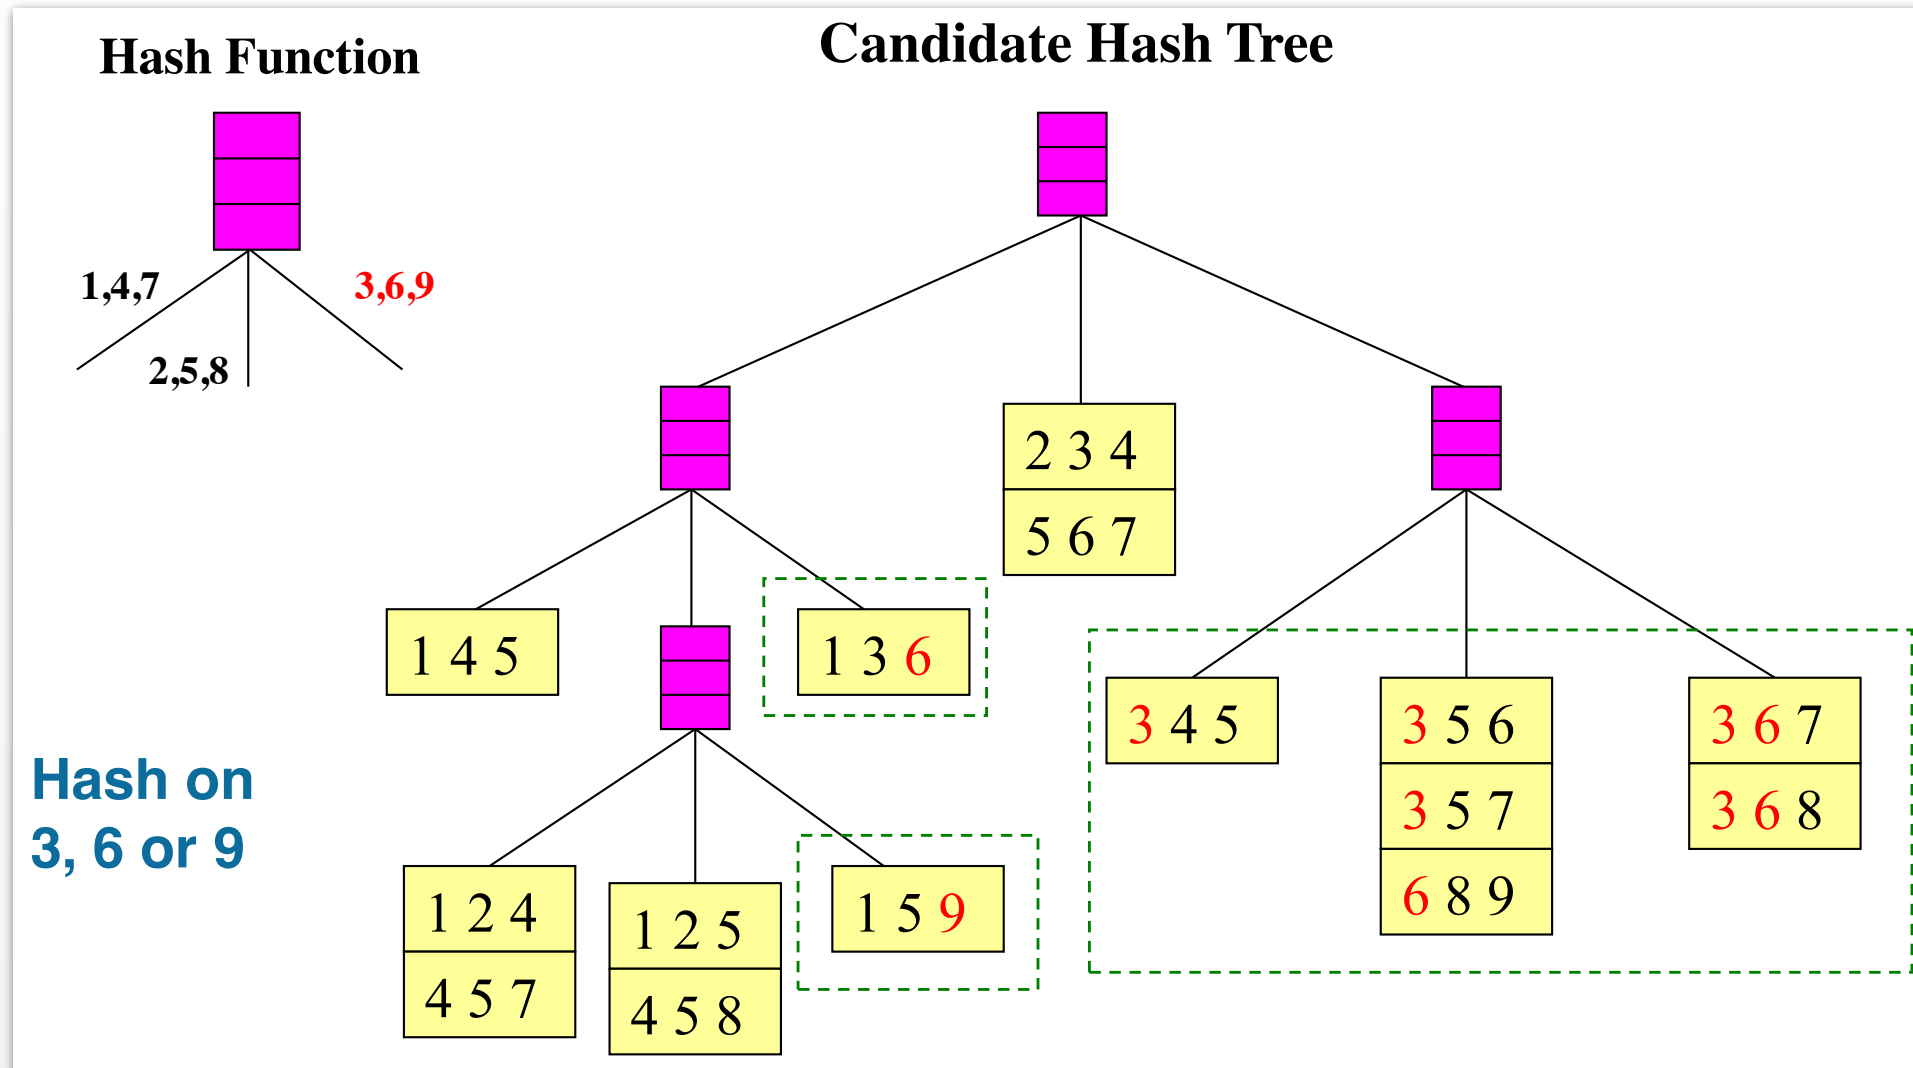 Hash Function
Candidate Hash Tree
1,4,7
3,6,9
2,5,8
2 3 4
5 6 7
1 4 5
1 3 6
3 4 5
3 5 6
3 5 7
6 8 9
3 6 7
3 6 8
Hash on
3, 6 or 9
1 2 4
4 5 7
1 2 5
4 5 8
1 5 9